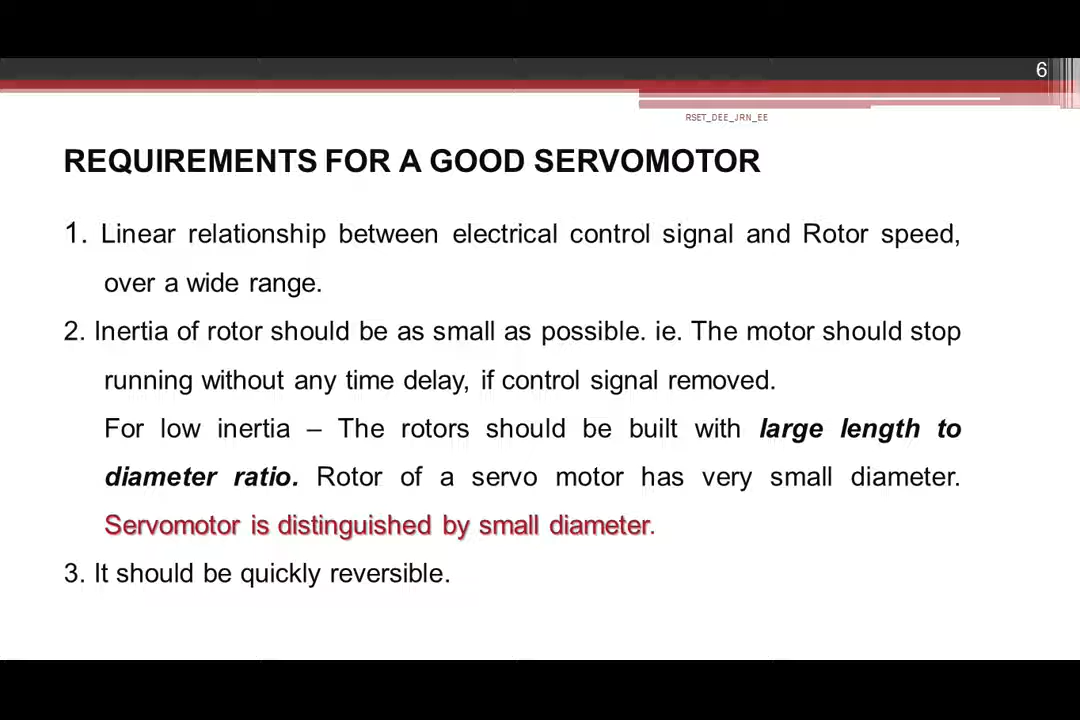 6
RSET_DEE_JRN_EE
REQUIREMENTS FOR A GOOD SERVOMOTOR
1. Linear relationship between electrical control signal and Rotor speed,
over a wide range.
2. Inertia of rotor should be as small as possible. ie. The motor should stop
running without any time delay, if control signal removed.
For low inertia – The rotors should be built with large length to
diameter ratio. Rotor of a servo motor has very small diameter.
Servomotor is distinguished by small diameter.
3. It should be quickly reversible.